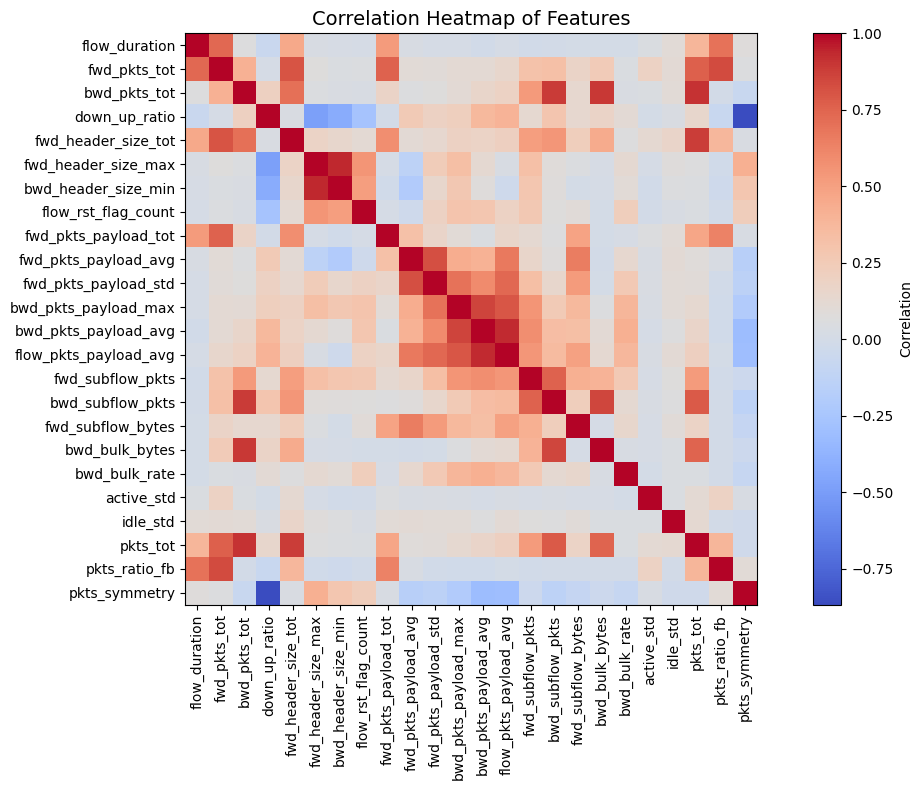 Correlation Heatmap of Features
flow_duration
fwd_pkts_tot
bwd_pkts_tot
down_up_ratio
fwd_header_size_tot
fwd_header_size_max
bwd_header_size_min
flow_rst_flag_count
fwd_pkts_payload_tot
fwd_pkts_payload_avg
fwd_pkts_payload_std
bwd_pkts_payload_max
bwd_pkts_payload_avg
flow_pkts_payload_avg
fwd_subflow_pkts
bwd_subflow_pkts
fwd_subflow_bytes
bwd_bulk_bytes
bwd_bulk_rate
active_std
idle_std
pkts_tot
pkts_ratio_fb
pkts_symmetry
flow_duration
fwd_pkts_tot
bwd_pkts_tot
down_up_ratio
fwd_header_size_tot
fwd_header_size_max
bwd_header_size_min
flow_rst_flag_count
fwd_pkts_payload_tot
fwd_pkts_payload_avg
fwd_pkts_payload_std
bwd_pkts_payload_max
bwd_pkts_payload_avg
flow_pkts_payload_avg
fwd_subflow_pkts
bwd_subflow_pkts
fwd_subflow_bytes
bwd_bulk_bytes
bwd_bulk_rate
active_std
idle_std
pkts_tot
pkts_ratio_fb
pkts_symmetry
1.00
0.75
0.50
0.25
0.00
−0.25
−0.50
−0.75
Correlation